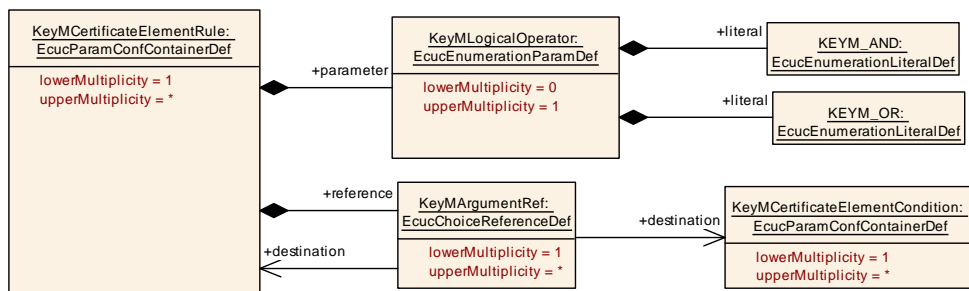 KeyMCertificateElementRule:
EcucParamConfContainerDef
lowerMultiplicity = 1
upperMultiplicity = *
+parameter
KeyMLogicalOperator:
EcucEnumerationParamDef
lowerMultiplicity = 0
upperMultiplicity = 1
+literal
KEYM_AND:
EcucEnumerationLiteralDef
+literal
KEYM_OR:
EcucEnumerationLiteralDef
+reference
KeyMArgumentRef:
EcucChoiceReferenceDef
lowerMultiplicity = 1
upperMultiplicity = *
+destination
+destination
KeyMCertificateElementCondition:
EcucParamConfContainerDef
lowerMultiplicity = 1
upperMultiplicity = *